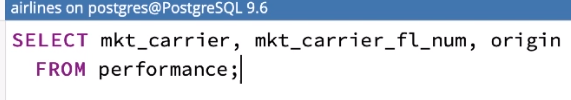 airlines on postgres@PostgreSQL 9.6
SELECT mkt_carrier, mkt_carrier_fl_num, origin
FROM performance;